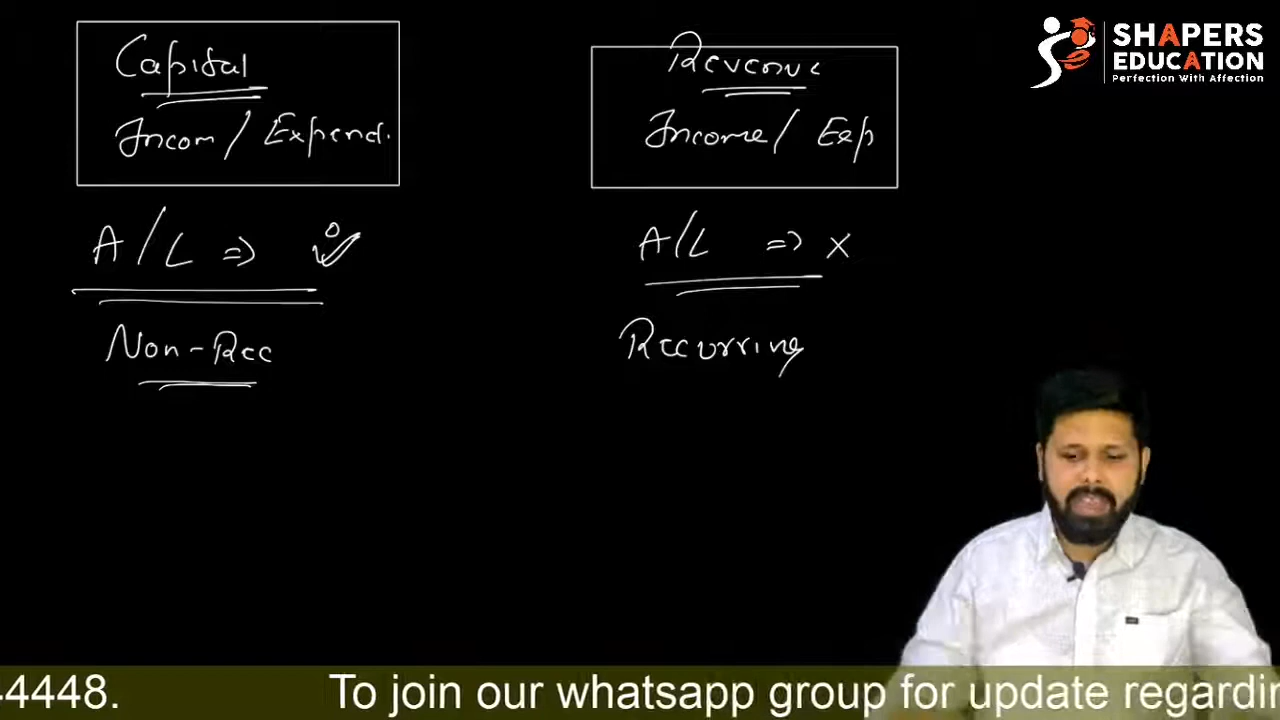 Capital
Incom / Expend.
A/L ⇒ ✓
Non-Rec
Revenue
Income / Exp
A/L ⇒ x
Recurring
SHAPERS
EDUCATION
Perfection With Affection
44448. To join our whatsapp group for update regardin